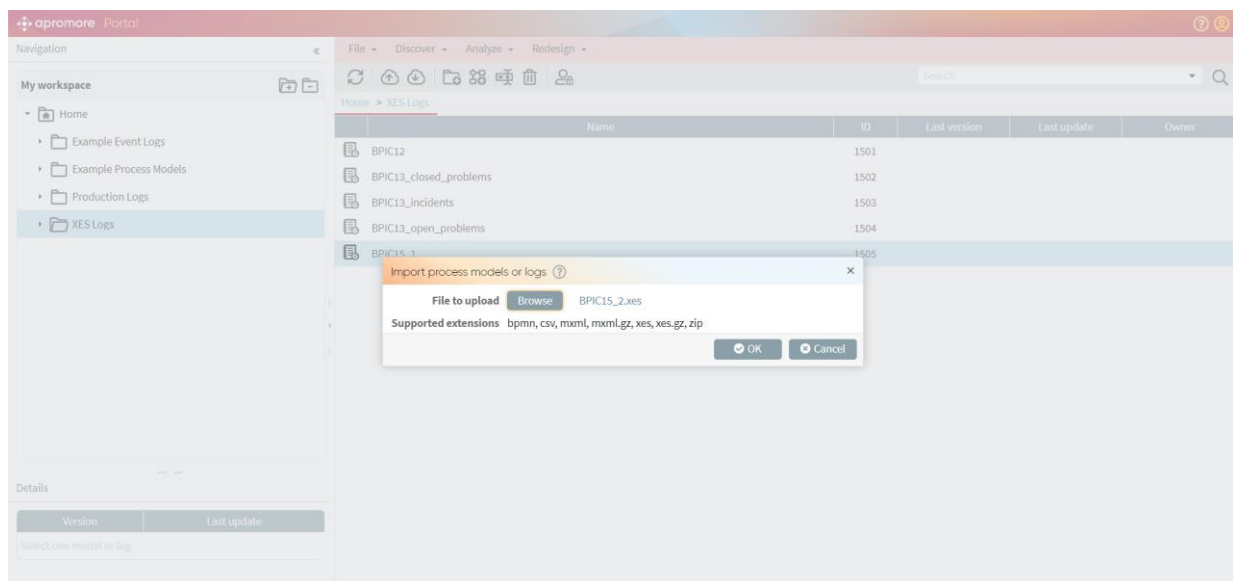 apromore Portal
Navigation
File Discover Analyze Redesign
My workspace
Search
Home > XES Logs
Home
Name ID Last version Last update Owner
Example Event Logs
BPIC12 1501
Example Process Models
BPIC13_closed_problems 1502
Production Logs
BPIC13_incidents 1503
XES Logs
BPIC13_open_problems 1504
BPIC15_1 1505
Import process models or logs ?
File to upload Browse BPIC15_2.xes
Supported extensions bpmn, csv, mxml, mxml.gz, xes, xes.gz, zip
OK Cancel
Details
Version Last update
Select one model or log